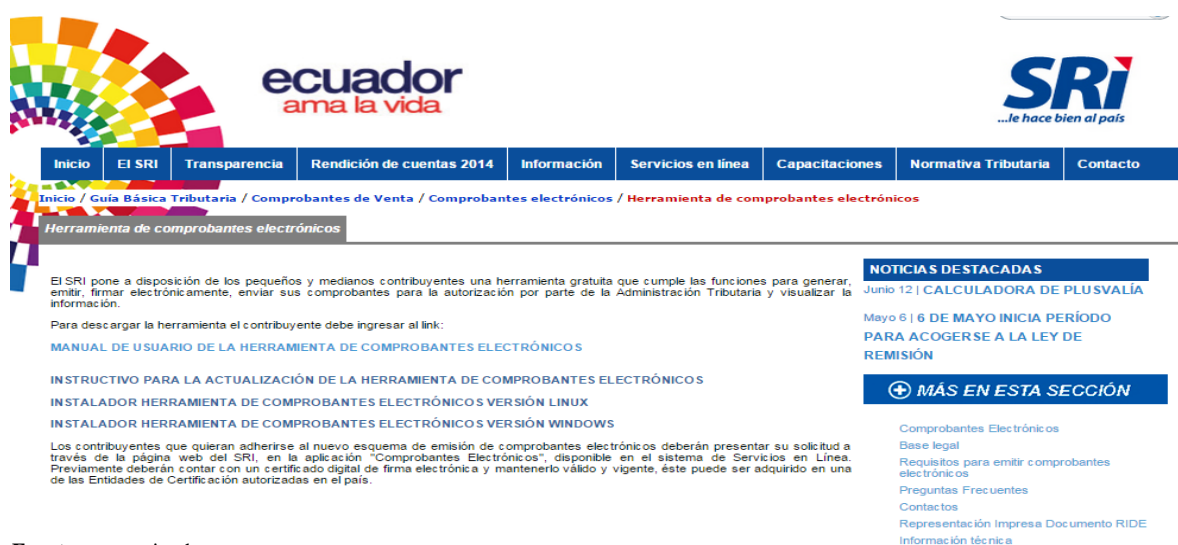 ecuador
ama la vida
SRi
...le hace bien al país
Inicio El SRI Transparencia Rendición de cuentas 2014 Información Servicios en línea Capacitaciones Normativa Tributaria Contacto
Inicio / Guía Básica Tributaria / Comprobantes de Venta / Comprobantes electrónicos / Herramienta de comprobantes electrónicos
Herramienta de comprobantes electrónicos
El SRI pone a disposición de los pequeños y medianos contribuyentes una herramienta gratuita que cumple las funciones para generar,
emitir, firmar electrónicamente, enviar sus comprobantes para la autorización por parte de la Administración Tributaria y visualizar la
información.
Para descargar la herramienta el contribuyente debe ingresar al link:
MANUAL DE USUARIO DE LA HERRAMIENTA DE COMPROBANTES ELECTRÓNICOS
INSTRUCTIVO PARA LA ACTUALIZACIÓN DE LA HERRAMIENTA DE COMPROBANTES ELECTRÓNICOS
INSTALADOR HERRAMIENTA DE COMPROBANTES ELECTRÓNICOS VERSIÓN LINUX
INSTALADOR HERRAMIENTA DE COMPROBANTES ELECTRÓNICOS VERSIÓN WINDOWS
Los contribuyentes que quieran adherirse al nuevo esquema de emisión de comprobantes electrónicos deberán presentar su solicitud a
través de la página web del SRI, en la aplicación "Comprobantes Electrónicos", disponible en el sistema de Servicios en Línea.
Previamente deberán contar con un certificado digital de firma electrónica y mantenerlo válido y vigente, éste puede ser adquirido en una
de las Entidades de Certificación autorizadas en el país.
NOTICIAS DESTACADAS
Junio 12 | CALCULADORA DE PLUSVALÍA
Mayo 6 | 6 DE MAYO INICIA PERÍODO
PARA ACOGERSE A LA LEY DE
REMISIÓN
MÁS EN ESTA SECCIÓN
Comprobantes Electrónicos
Base legal
Requisitos para emitir comprobantes
electrónicos
Preguntas Frecuentes
Contactos
Representación Impresa Documento RIDE
Información técnica